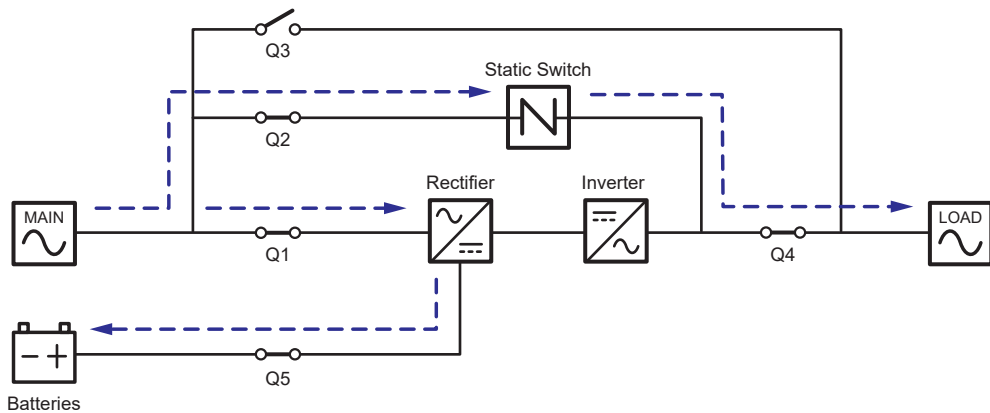 Q3
Static Switch
Q2
Rectifier
Inverter
MAIN
LOAD
Q1
Q4
Q5
Batteries